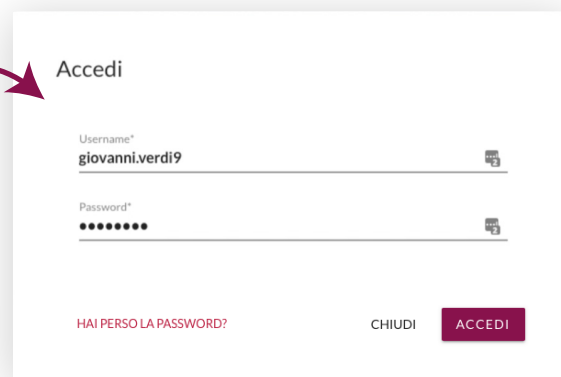 Accedi
Username*
giovanni.verdi9
Password*
••••••••
HAI PERSO LA PASSWORD?
CHIUDI
ACCEDI